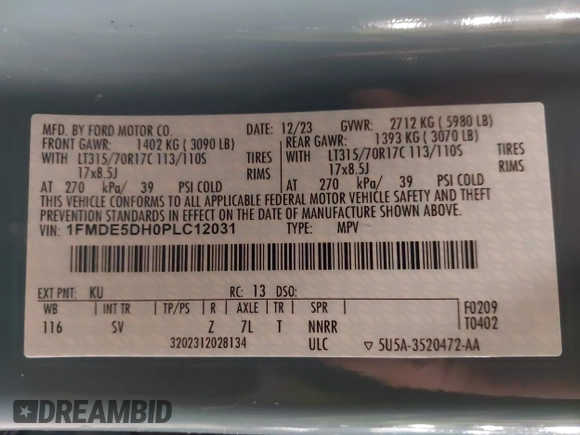 MFD. BY FORD MOTOR CO.
DATE: 12/23 GVWR: 2712 KG ( 5980 LB)
FRONT GAWR: 1402 KG ( 3090 LB) REAR GAWR: 1393 KG ( 3070 LB)
WITH LT315/70R17C 113/110S TIRES WITH LT315/70R17C 113/110S TIRES
17x8.5J RIMS 17x8.5J RIMS
AT 270 kPa/ 39 PSI COLD AT 270 kPa/ 39 PSI COLD
THIS VEHICLE CONFORMS TO ALL APPLICABLE FEDERAL MOTOR VEHICLE SAFETY AND THEFT
PREVENTION STANDARDS IN EFFECT ON THE DATE OF MANUFACTURE SHOWN ABOVE.
VIN: 1FMDE5DH0PLC12031 TYPE: MPV
EXT PNT: KU RC: 13 DSO:
WB INT TR TP/PS R AXLE TR SPR
F0209
116 SV Z 7L T NNRR
T0402
3202312028134 ULC ▽ 5U5A-3520472-AA
DREAMBID